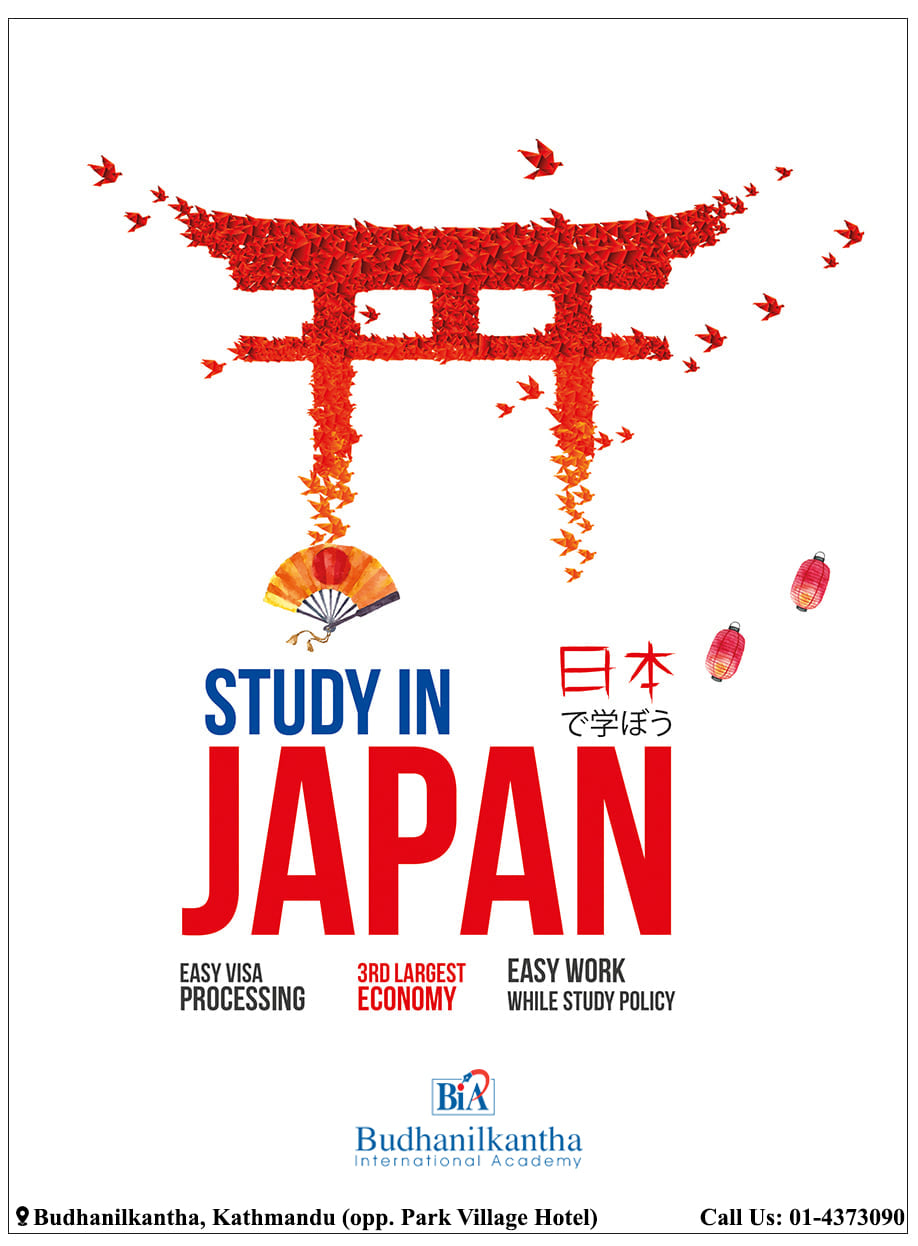 STUDY IN
日本
で学ぼう
JAPAN
EASY VISA
PROCESSING
3RD LARGEST
ECONOMY
EASY WORK
WHILE STUDY POLICY
BiA
Budhanilkantha
International Academy
Budhanilkantha, Kathmandu (opp. Park Village Hotel)
Call Us: 01-4373090